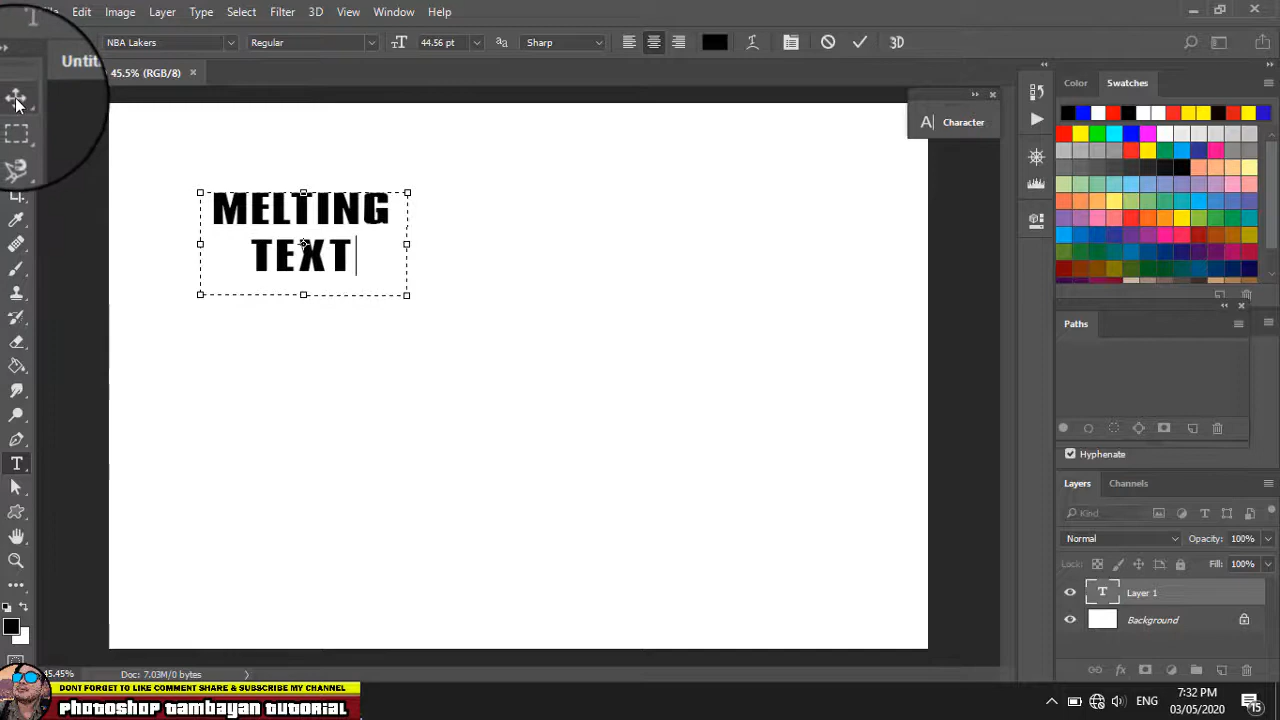 Edit Image Layer Type Select Filter 3D View Window Help
NBA Lakers Regular 44.56 pt aa Sharp 3D
45.5% (RGB/8) ×
Color Swatches
A| Character
MELTING
TEXT
Paths
Hyphenate
Layers Channels
Kind
Normal Opacity: 100%
Lock: Fill: 100%
T Layer 1
Background
45.45% Doc: 7.03M/0 bytes
DONT FORGET TO LIKE COMMENT SHARE & SUBSCRIBE MY CHANNEL
PHOTOSHOP TAMBAYAN TUTORIAL
ENG 7:32 PM
03/05/2020
15